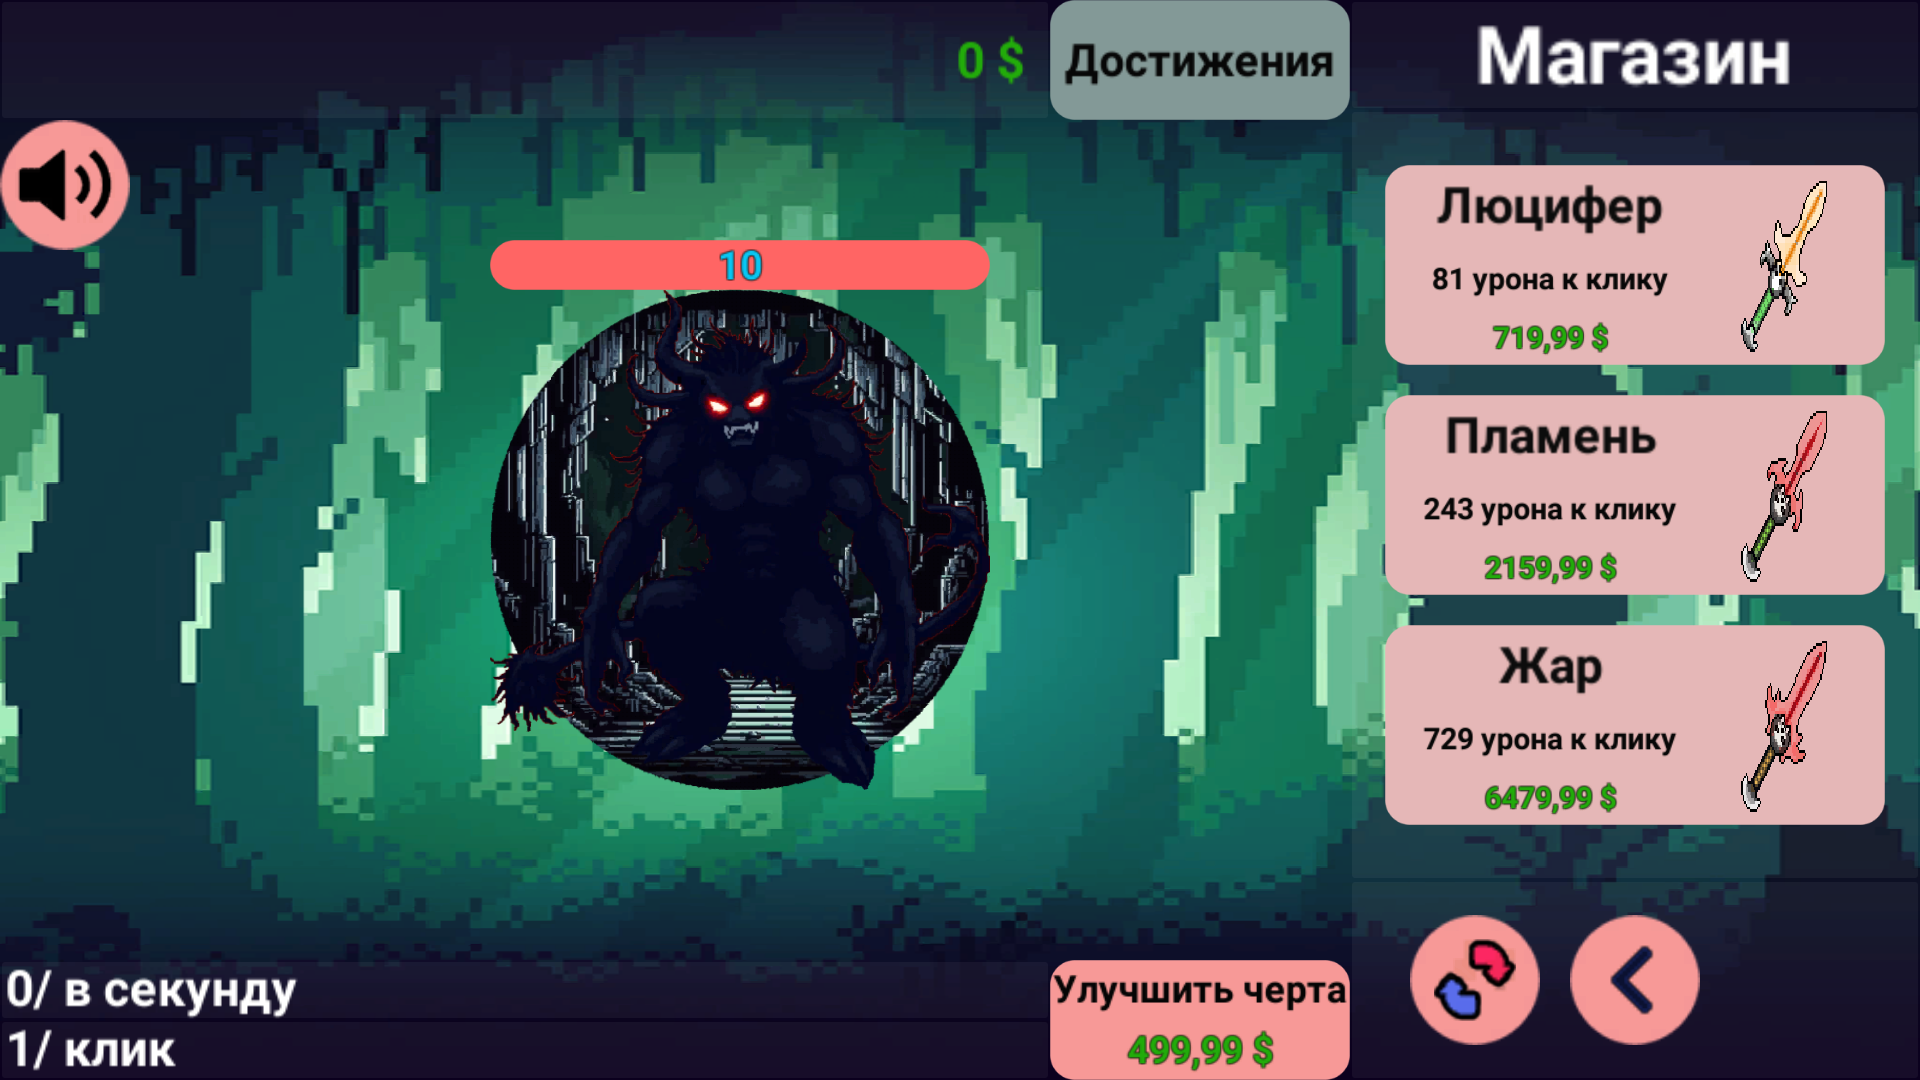 0 $
Достижения
Магазин
10
Люцифер
81 урона к клику
719,99 $
Пламень
243 урона к клику
2159,99 $
Жар
729 урона к клику
6479,99 $
0/ в секунду
1/ клик
Улучшить черта
499,99 $